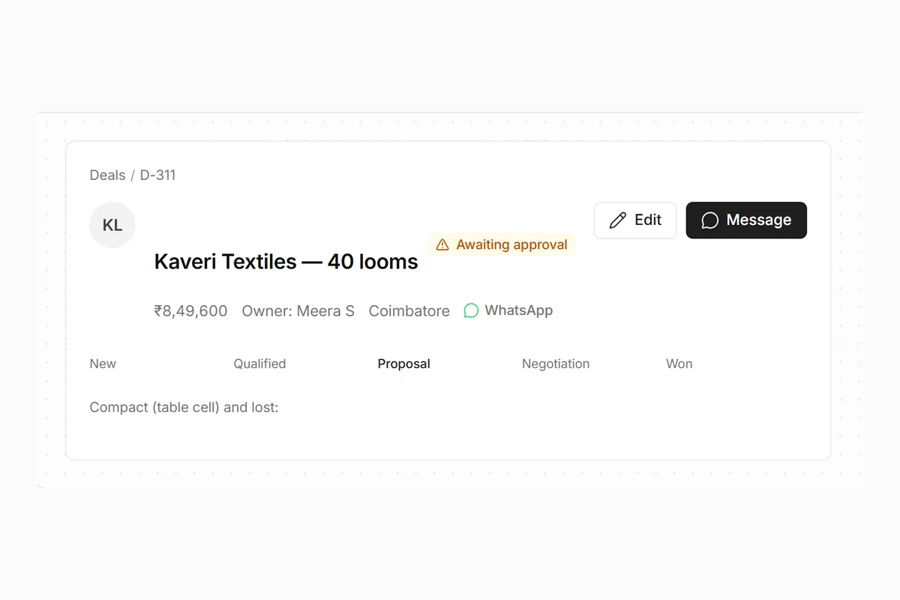 Deals / D-311
KL
Edit
Message
Kaveri Textiles — 40 looms
Awaiting approval
₹8,49,600 Owner: Meera S Coimbatore WhatsApp
New Qualified Proposal Negotiation Won
Compact (table cell) and lost: